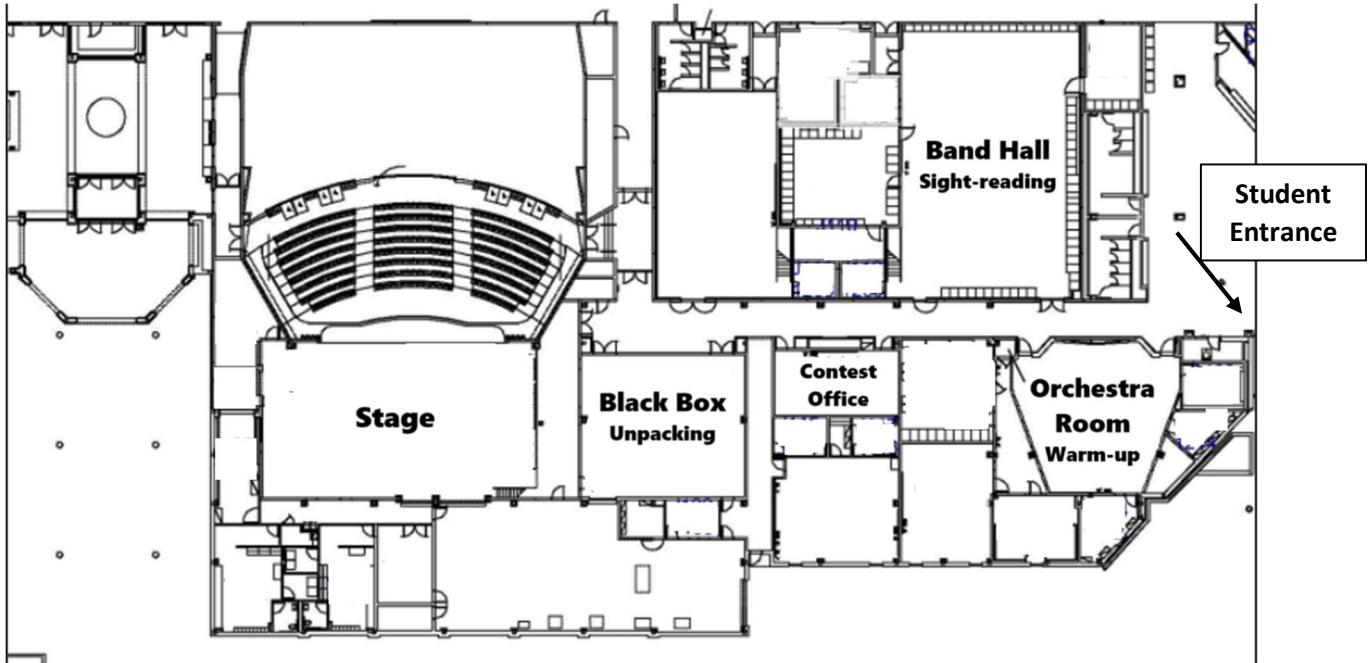 Band Hall
Sight-reading
Student
Entrance
Contest
Office
Orchestra
Room
Warm-up
Black Box
Unpacking
Stage